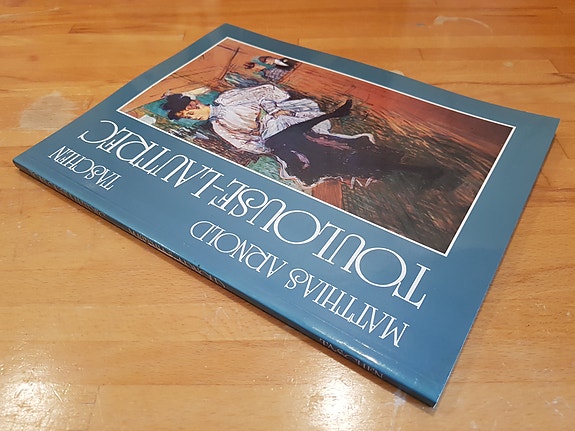 MATTHIAS ARNOLD TASCHEN
TOULOUSE-LAUTREC